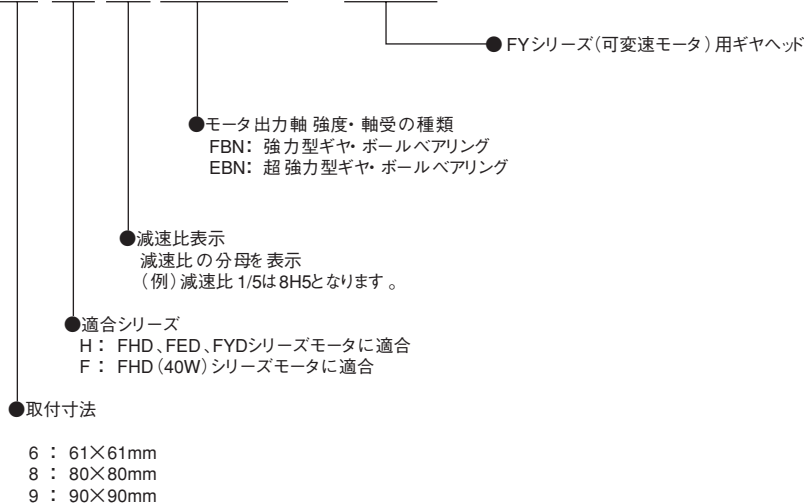 ●FYシリーズ(可変速モータ)用ギヤヘッド
●モータ出力軸 強度・軸受の種類
FBN: 強力型ギヤ・ボールベアリング
EBN: 超強力型ギヤ・ボールベアリング
●減速比表示
減速比の分母を表示
(例)減速比1/5は8H5となります。
●適合シリーズ
H: FHD、FED、FYDシリーズモータに適合
F: FHD(40W)シリーズモータに適合
●取付寸法
6 : 61×61mm
8 : 80×80mm
9 : 90×90mm